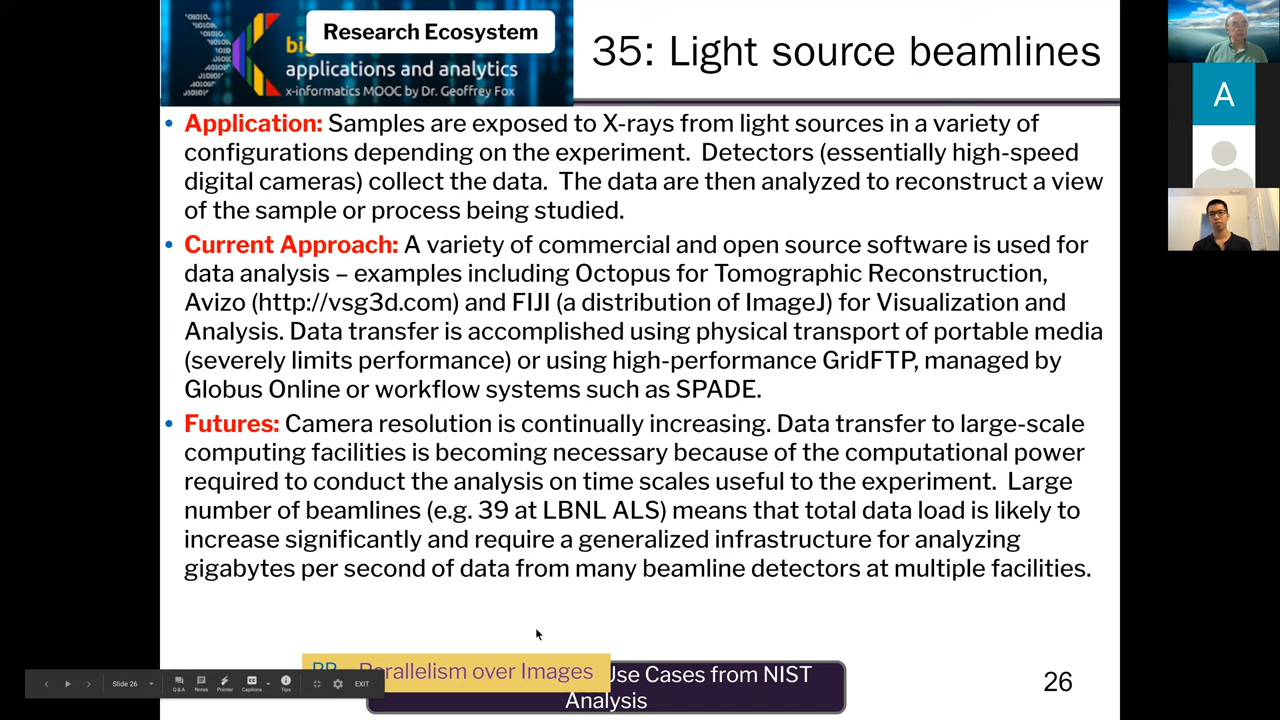 Research Ecosystem
applications and analytics
x-informatics MOOC by Dr. Geoffrey Fox
35: Light source beamlines
A
• Application: Samples are exposed to X-rays from light sources in a variety of
configurations depending on the experiment. Detectors (essentially high-speed
digital cameras) collect the data. The data are then analyzed to reconstruct a view
of the sample or process being studied.
• Current Approach: A variety of commercial and open source software is used for
data analysis – examples including Octopus for Tomographic Reconstruction,
Avizo (http://vsg3d.com) and FIJI (a distribution of ImageJ) for Visualization and
Analysis. Data transfer is accomplished using physical transport of portable media
(severely limits performance) or using high-performance GridFTP, managed by
Globus Online or workflow systems such as SPADE.
• Futures: Camera resolution is continually increasing. Data transfer to large-scale
computing facilities is becoming necessary because of the computational power
required to conduct the analysis on time scales useful to the experiment. Large
number of beamlines (e.g. 39 at LBNL ALS) means that total data load is likely to
increase significantly and require a generalized infrastructure for analyzing
gigabytes per second of data from many beamline detectors at multiple facilities.
Parallelism over Images
Use Cases from NIST
Analysis
26
Slide 26
Q&A Notes Pointer Captions Tips EXIT